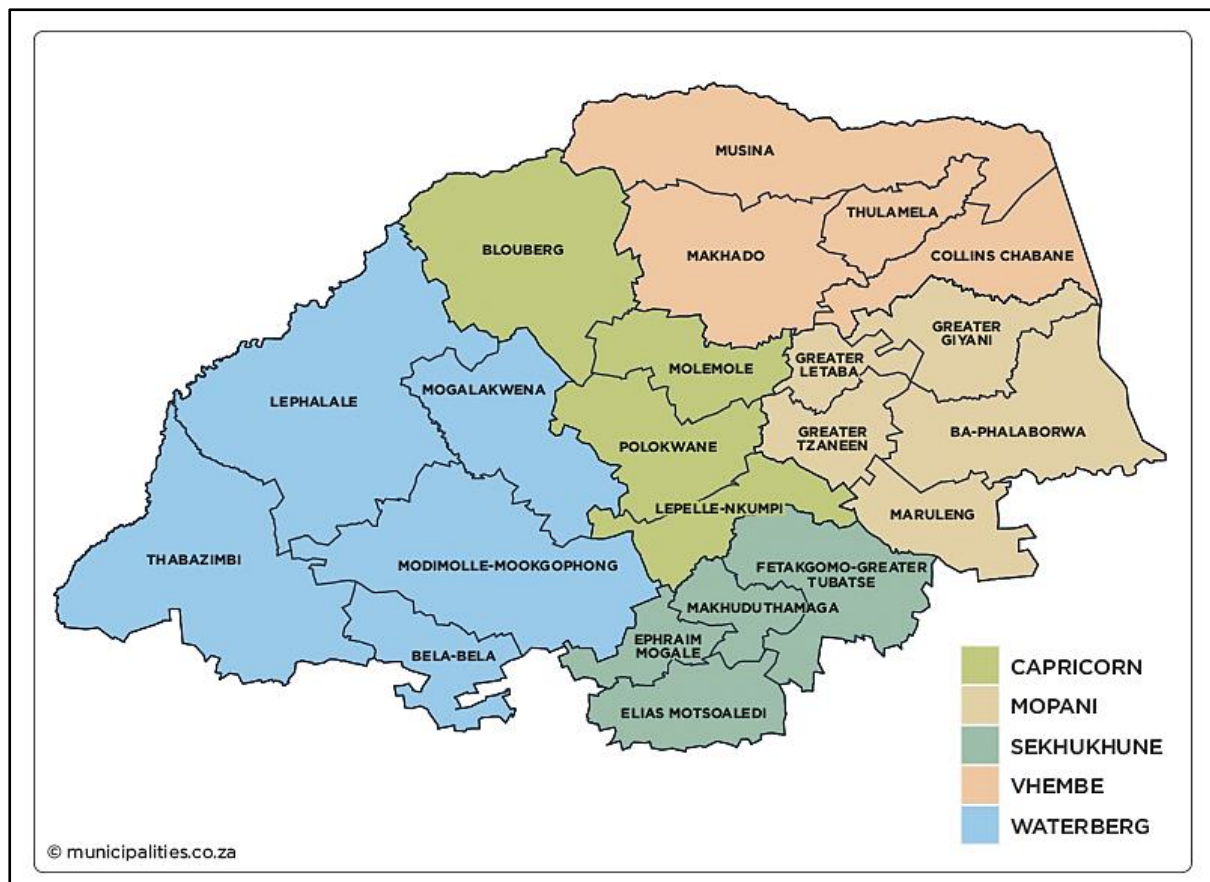 MUSINA
THULAMELA
BLOUBERG
MAKHADO
COLLINS CHABANE
GREATER
GIYANI
MOLEMOLE
GREATER
LETABA
MOGALAKWENA
LEPHALALE
GREATER
TZANEEN
BA-PHALABORWA
POLOKWANE
LEPELLE-NKUMPI
MARULENG
THABAZIMBI
MODIMOLLE-MOOKGOPHONG
FETAKGOMO-GREATER
TUBATSE
MAKHUDUTHAMAGA
EPHRAIM
MOGALE
BELA-BELA
ELIAS MOTSOALEDI
CAPRICORN
MOPANI
SEKHUKHUNE
VHEMBE
WATERBERG
© municipalities.co.za